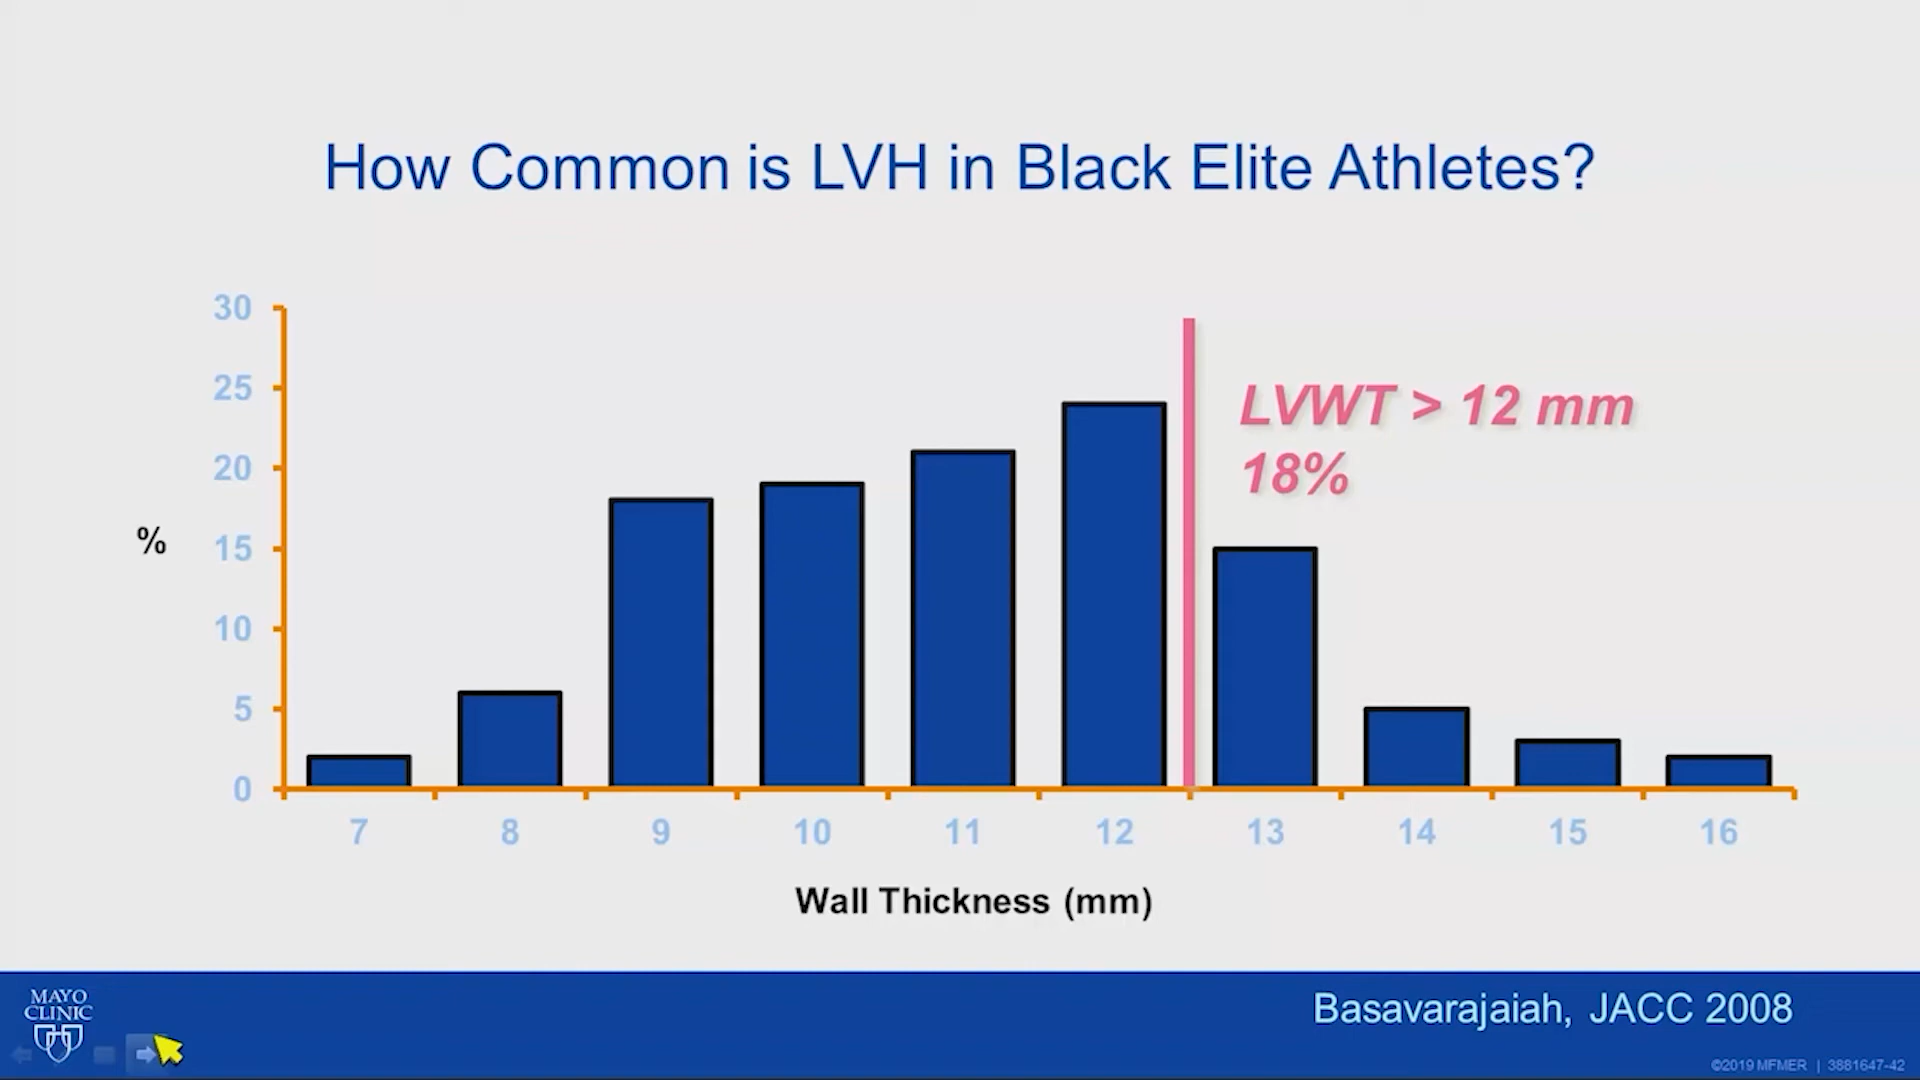 How Common is LVH in Black Elite Athletes?
30
25
20
15
10
5
0
%
LVWT > 12 mm
18%
7 8 9 10 11 12 13 14 15 16
Wall Thickness (mm)
MAYO
CLINIC
Basavarajaiah, JACC 2008
©2019 MFMER | 3881647-42